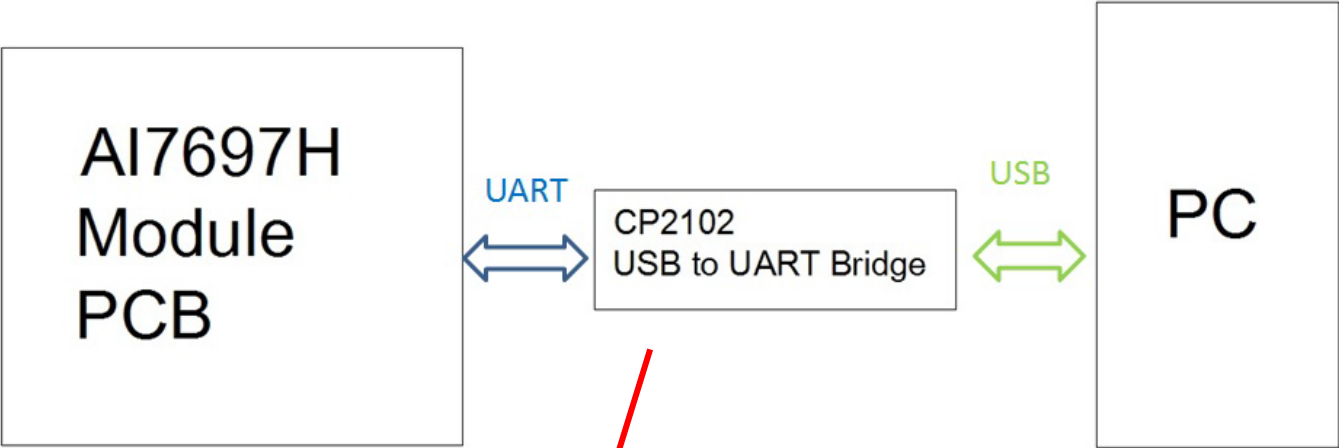 AI7697H
Module
PCB
UART
CP2102
USB to UART Bridge
USB
PC